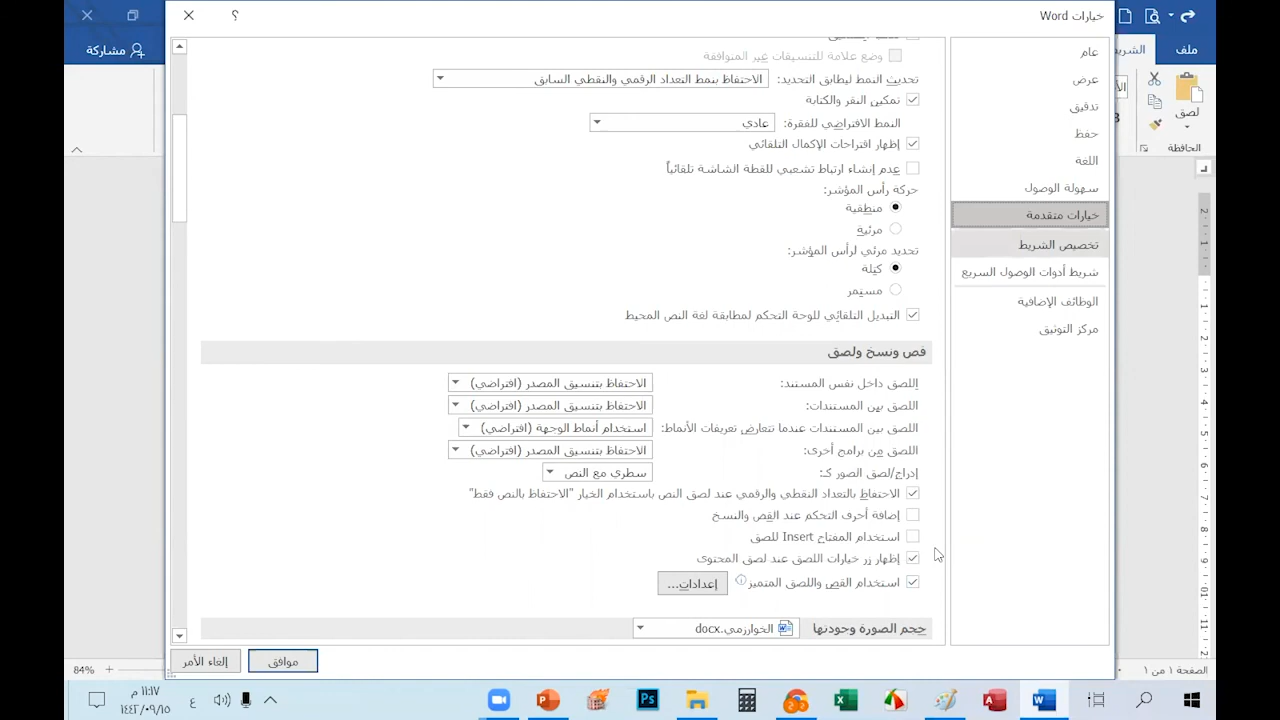 خيارات Word
?
ملف
الشري
مشاركة
لصق
الحافظة
عام
عرض
تدقيق
حفظ
اللغة
سهولة الوصول
خيارات متقدمة
تخصيص الشريط
شريط أدوات الوصول السريع
الوظائف الإضافية
مركز التوثيق
وضع علامة للتنسيقات غير المتوافقة
تحديث النمط ليطابق التحديد: الاحتفاظ بنمط التعداد الرقمي والنقطي السابق
تمكين النقر والكتابة
النمط الافتراضي للفقرة: عادي
إظهار اقتراحات الإكمال التلقائي
عدم إنشاء ارتباط تشعبي للقطة الشاشة تلقائياً
حركة رأس المؤشر:
منطقية
مرئية
تحديد مرئي لرأس المؤشر:
كتلة
مستمر
التبديل التلقائي للوحة التحكم لمطابقة لغة النص المحيط
قص ونسخ ولصق
اللصق داخل نفس المستند: الاحتفاظ بتنسيق المصدر (افتراضي)
اللصق بين المستندات: الاحتفاظ بتنسيق المصدر (افتراضي)
اللصق بين المستندات عندما تتعارض تعريفات الأنماط: استخدام أنماط الوجهة (افتراضي)
اللصق من برامج أخرى: الاحتفاظ بتنسيق المصدر (افتراضي)
إدراج/لصق الصور كـ: سطري مع النص
الاحتفاظ بالتعداد النقطي والرقمي عند لصق النص باستخدام الخيار "الاحتفاظ بالنص فقط"
إضافة أحرف التحكم عند القص والنسخ
استخدام المفتاح Insert للصق
إظهار زر خيارات اللصق عند لصق المحتوى
استخدام القص واللصق المتميز
إعدادات...
حجم الصورة وجودتها الخوارزمي.docx
موافق
إلغاء الأمر
الصفحة ١ من ١
84%
١١:١٧ م
١٤٤٢/٠٩/١٥
ع